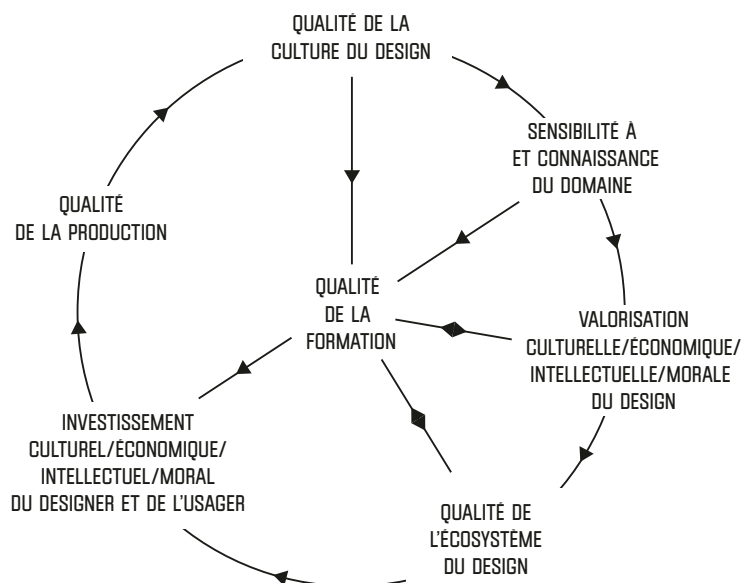 QUALITÉ DE LA
CULTURE DU DESIGN
SENSIBILITÉ À
ET CONNAISSANCE
DU DOMAINE
QUALITÉ
DE LA PRODUCTION
QUALITÉ
DE LA
FORMATION
VALORISATION
CULTURELLE/ÉCONOMIQUE/
INTELLECTUELLE/MORALE
DU DESIGN
INVESTISSEMENT
CULTUREL/ÉCONOMIQUE/
INTELLECTUEL/MORAL
DU DESIGNER ET DE L'USAGER
QUALITÉ DE
L'ÉCOSYSTÈME
DU DESIGN